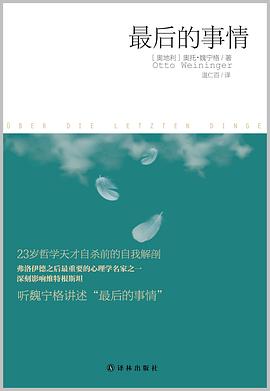 最后的事情
［奥地利］奥托·魏宁格／著
Otto Weininger
温仁百／译
ÜBER DIE LETZTEN DINGE
23岁哲学天才自杀前的自我解剖
弗洛伊德之后最重要的心理学名家之一
深刻影响维特根斯坦
听魏宁格讲述“最后的事情”
译林出版社